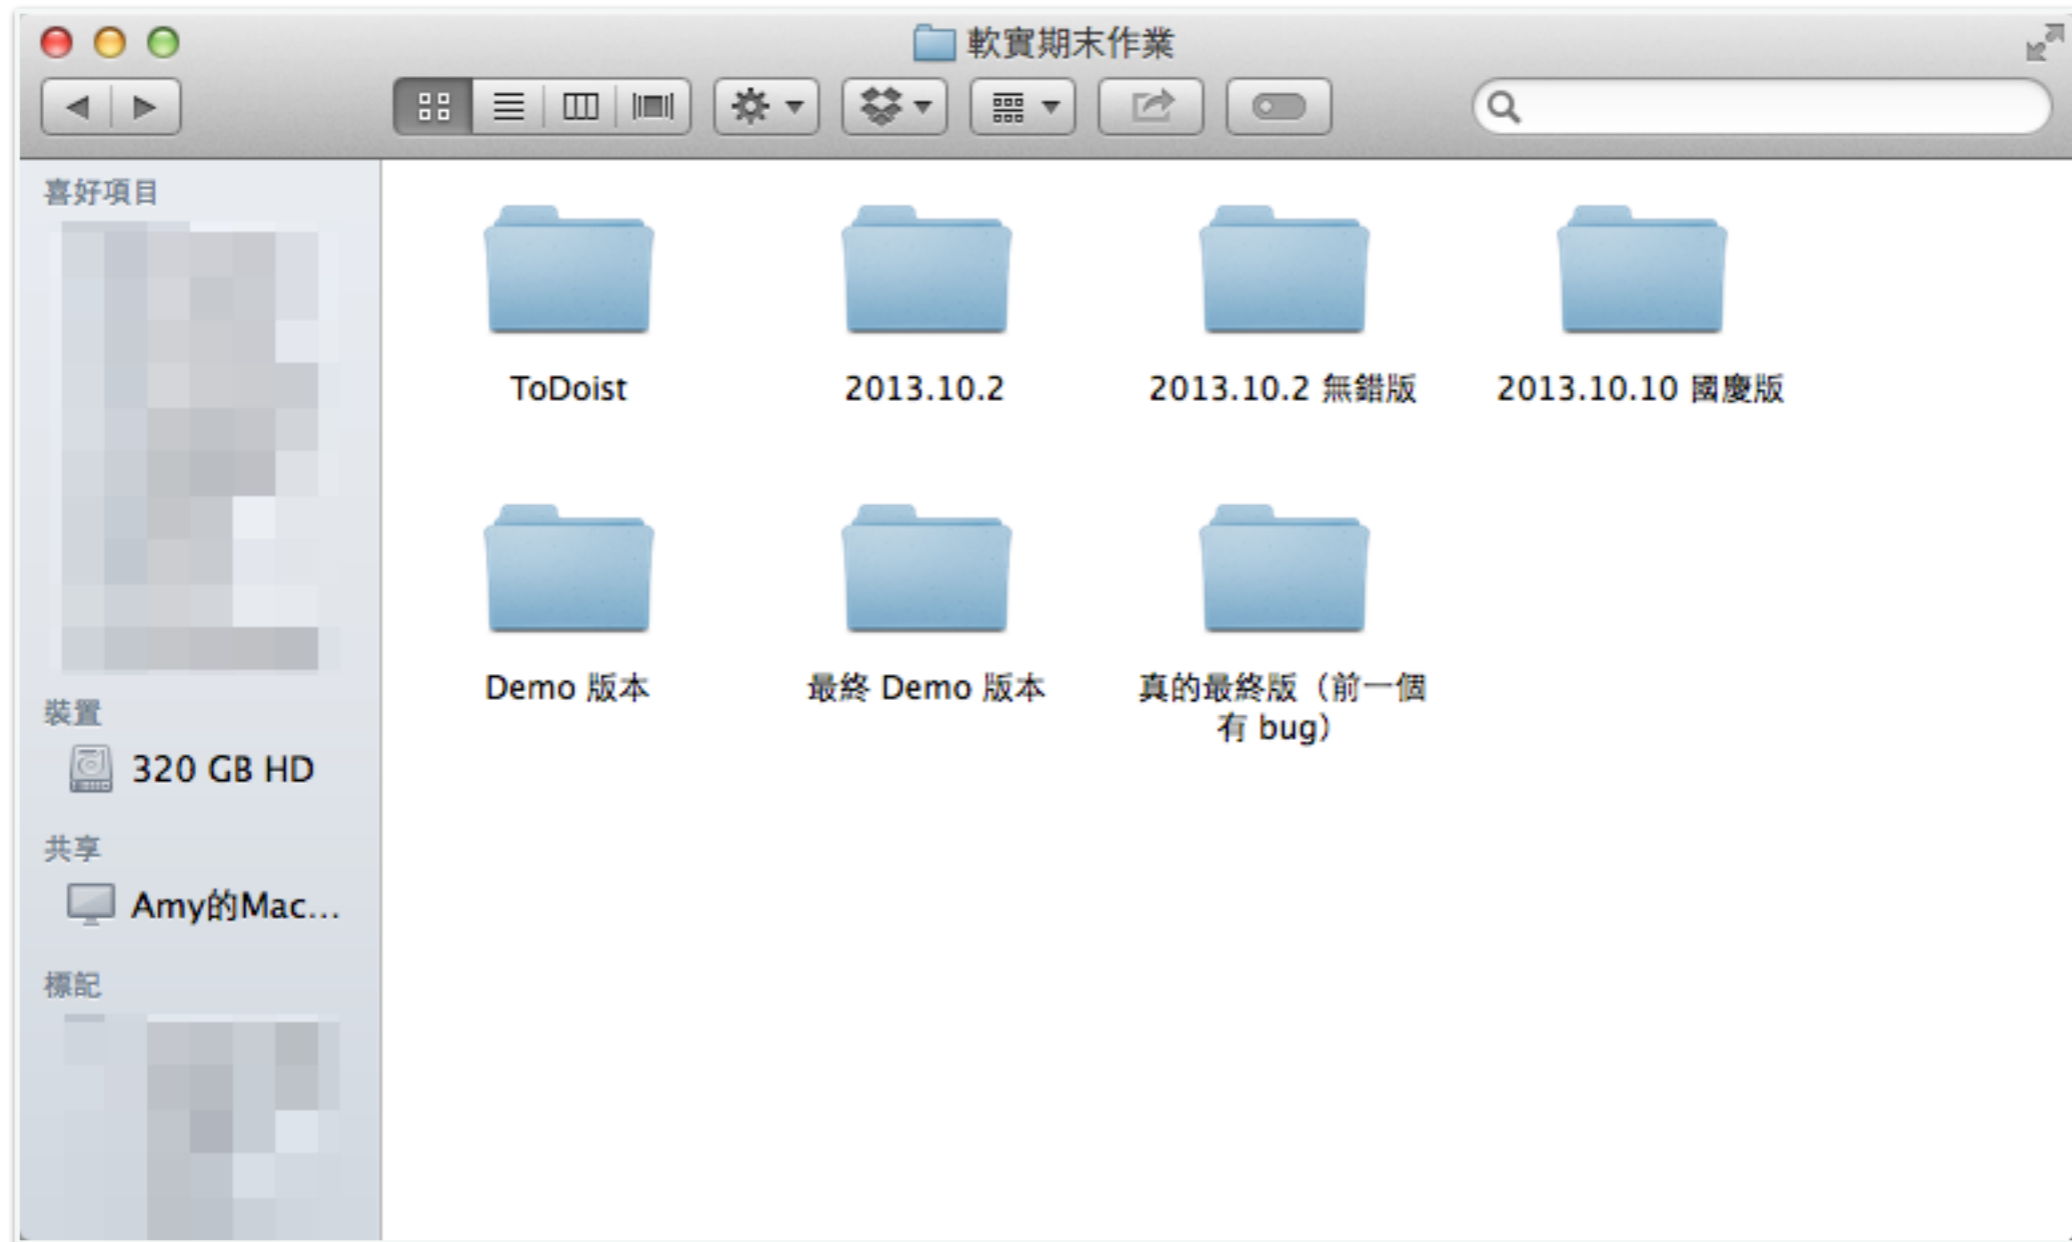 軟實期末作業
喜好項目
裝置
320 GB HD
共享
Amy的Mac...
標記
ToDoist
2013.10.2
2013.10.2 無錯版
2013.10.10 國慶版
Demo 版本
最終 Demo 版本
真的最終版（前一個
有 bug）